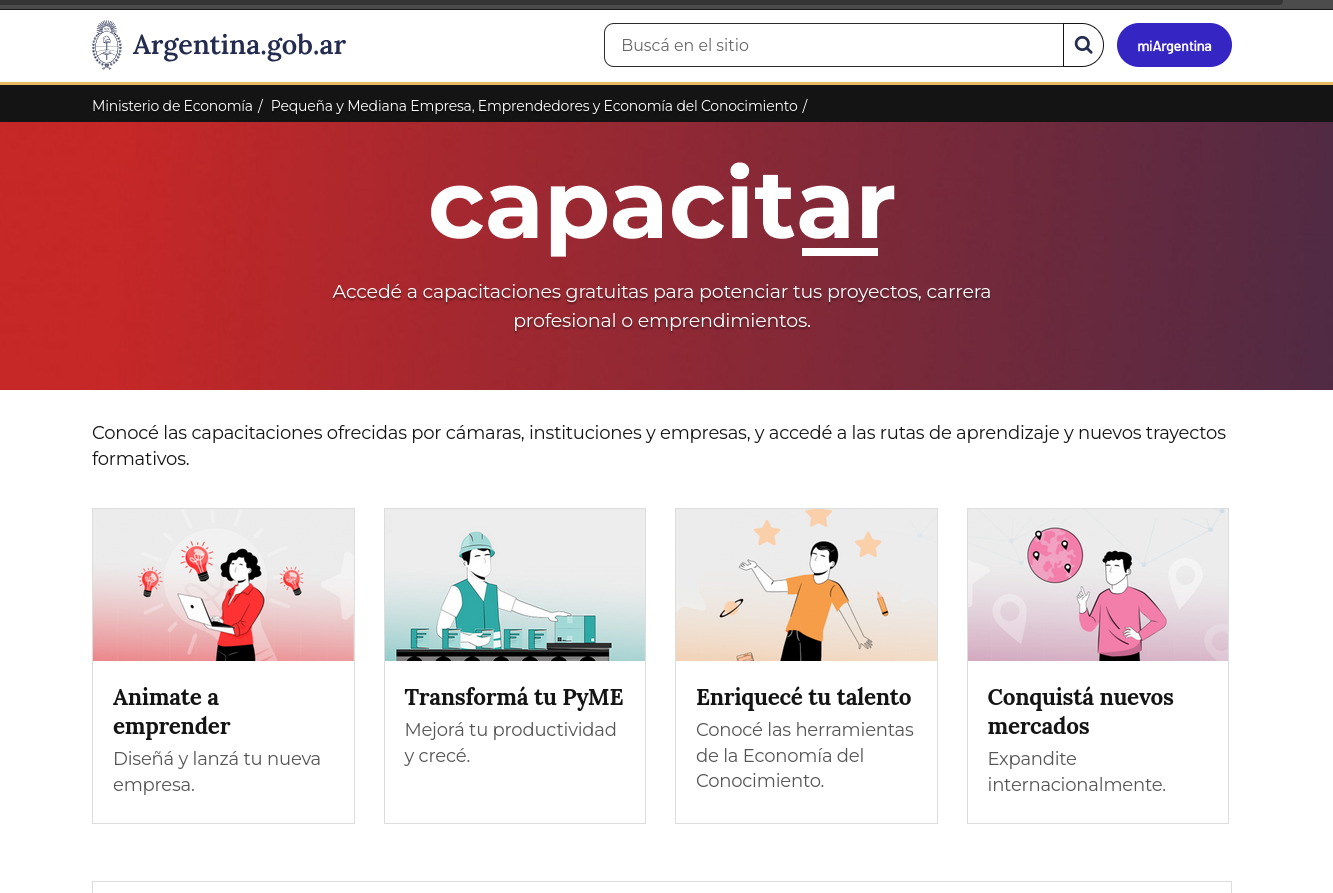 Argentina.gob.ar
Buscá en el sitio
miArgentina
Ministerio de Economía / Pequeña y Mediana Empresa, Emprendedores y Economía del Conocimiento /
capacitar
Accedé a capacitaciones gratuitas para potenciar tus proyectos, carrera
profesional o emprendimientos.
Conocé las capacitaciones ofrecidas por cámaras, instituciones y empresas, y accedé a las rutas de aprendizaje y nuevos trayectos
formativos.
Animate a
emprender
Diseñá y lanzá tu nueva
empresa.
Transformá tu PyME
Mejorá tu productividad
y crecé.
Enriquecé tu talento
Conocé las herramientas
de la Economía del
Conocimiento.
Conquistá nuevos
mercados
Expandite
internacionalmente.